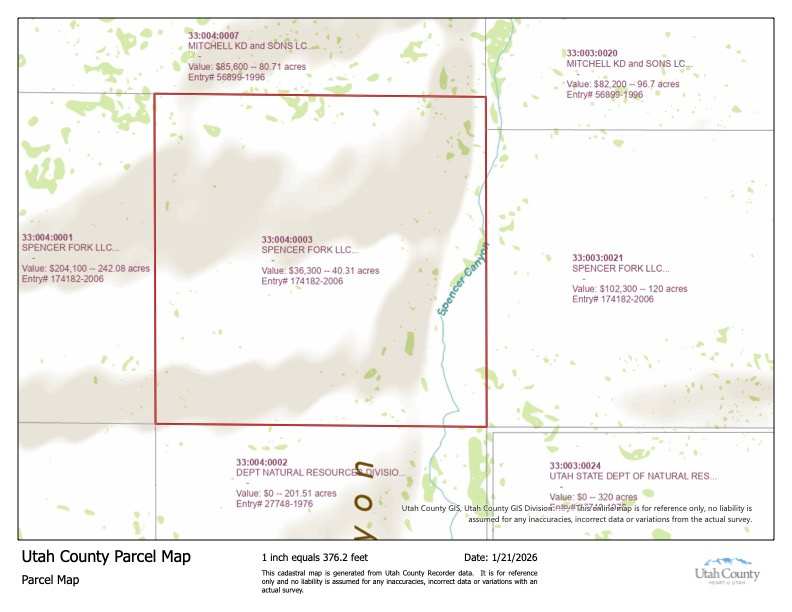 33:004:0007
MITCHELL KD and SONS LC...
-
Value: $85,600 -- 80.71 acres
Entry# 56899-1996
33:003:0020
MITCHELL KD and SONS LC...
-
Value: $82,200 -- 96.7 acres
Entry# 56899-1996
33:004:0001
SPENCER FORK LLC...
-
Value: $204,100 -- 242.08 acres
Entry# 174182-2006
33:004:0003
SPENCER FORK LLC...
-
Value: $36,300 -- 40.31 acres
Entry# 174182-2006
Spencer Canyon
33:003:0021
SPENCER FORK LLC...
-
Value: $102,300 -- 120 acres
Entry# 174182-2006
33:004:0002
DEPT NATURAL RESOURCES DIVISIO...
-
Value: $0 -- 201.51 acres
Entry# 27748-1976
yon
33:003:0024
UTAH STATE DEPT OF NATURAL RES...
-
Value: $0 -- 320 acres
Utah County GIS, Utah County GIS Division. This online map is for reference only, no liability is
assumed for any inaccuracies, incorrect data or variations from the actual survey.
Utah County Parcel Map
Parcel Map
1 inch equals 376.2 feet
Date: 1/21/2026
This cadastral map is generated from Utah County Recorder data. It is for reference
only and no liability is assumed for any inaccuracies, incorrect data or variations with an
actual survey.
Utah County
HEART OF UTAH